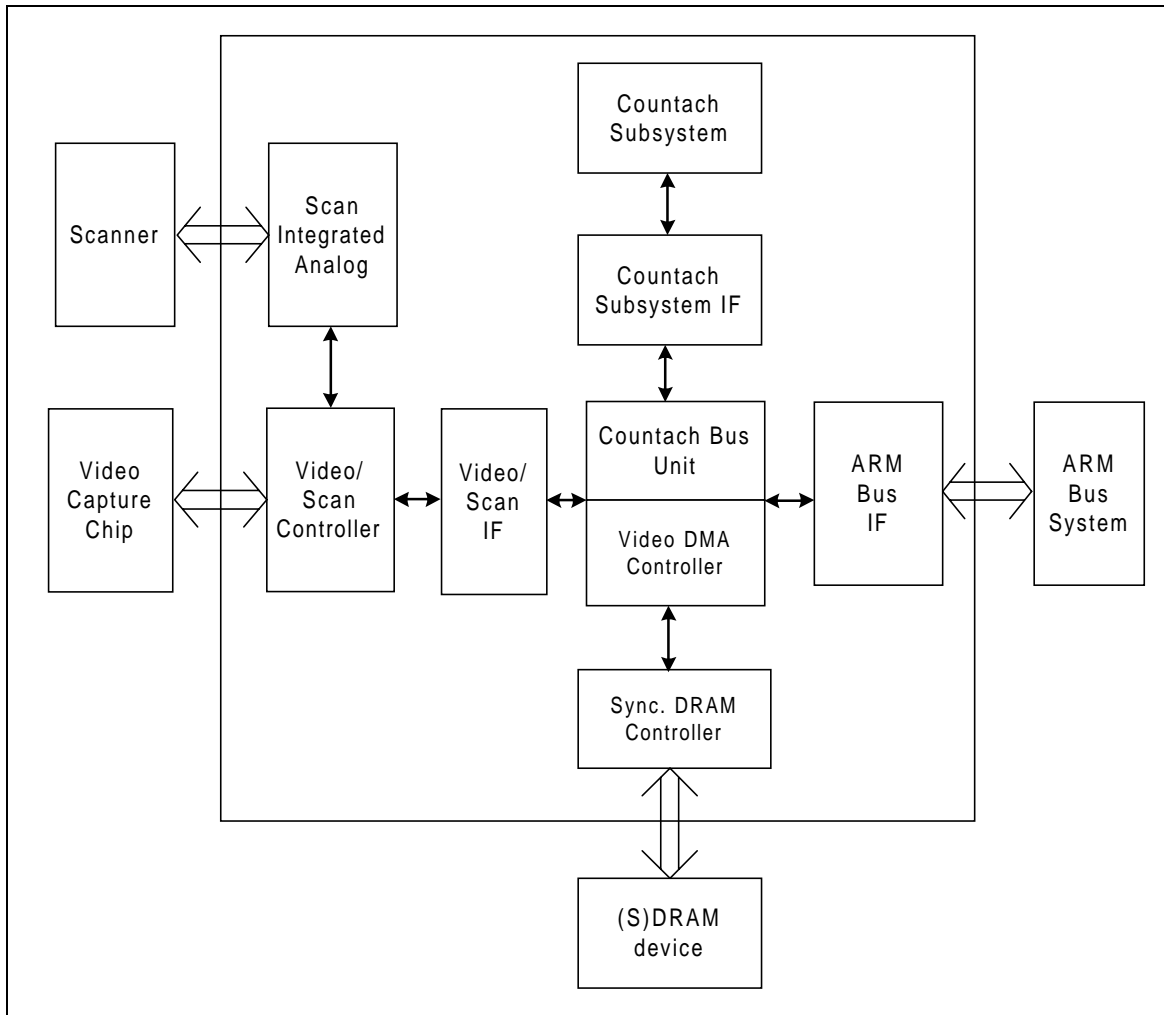 Countach
Subsystem
Scanner
Scan
Integrated
Analog
Countach
Subsystem IF
Video
Capture
Chip
Video/
Scan
Controller
Video/
Scan
IF
Countach Bus
Unit
Video DMA
Controller
ARM
Bus
IF
ARM
Bus
System
Sync. DRAM
Controller
(S)DRAM
device